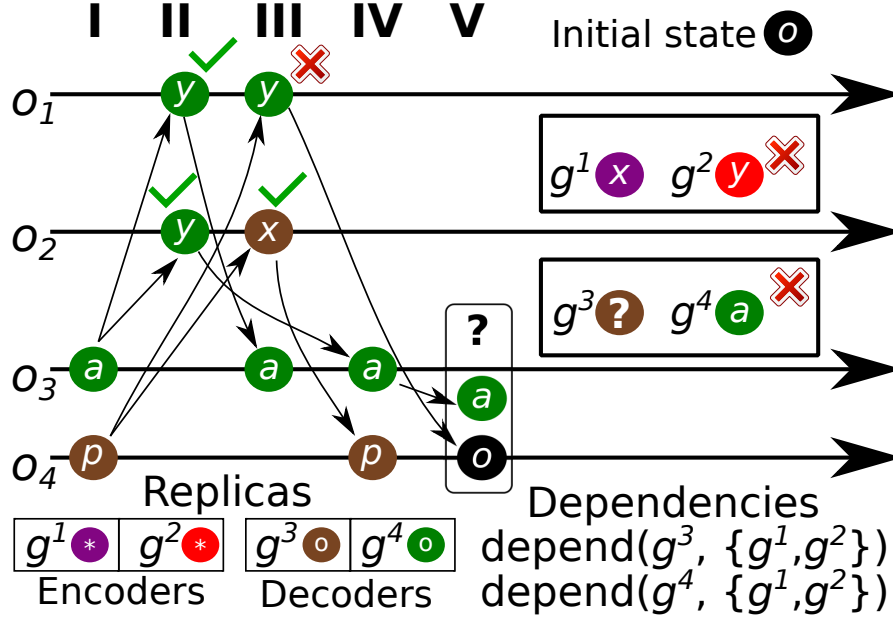 I II III IV V
Initial state o
o1 y y
g1 x g2 y
o2 y x
g3 ? g4 a
?
o3 a a a
a
o4 p p o
Replicas
g1 * g2 * g3 o g4 o
Encoders Decoders
Dependencies
depend(g3, {g1,g2})
depend(g4, {g1,g2})